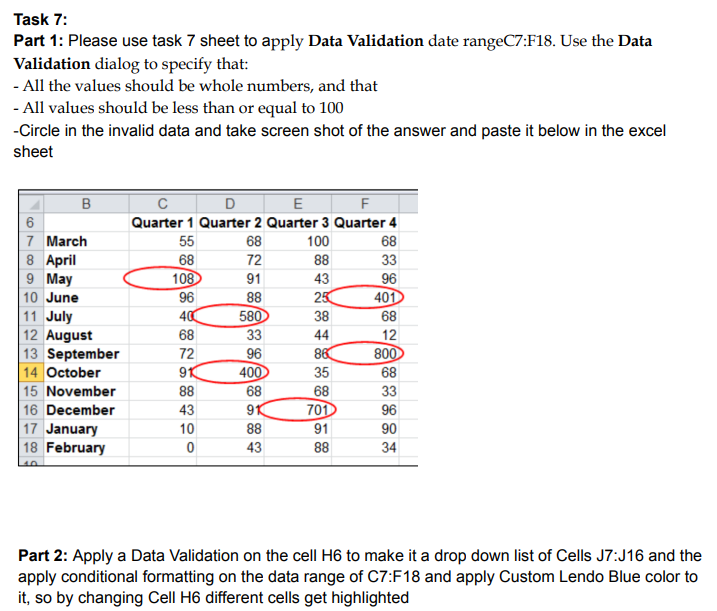 Task 7:
Part 1: Please use task 7 sheet to apply Data Validation date rangeC7:F18. Use the Data
Validation dialog to specify that:
- All the values should be whole numbers, and that
- All values should be less than or equal to 100
-Circle in the invalid data and take screen shot of the answer and paste it below in the excel
sheet
B C D E F
6 Quarter 1 Quarter 2 Quarter 3 Quarter 4
7 March 55 68 100 68
8 April 68 72 88 33
9 May 108 91 43 96
10 June 96 88 25 401
11 July 40 580 38 68
12 August 68 33 44 12
13 September 72 96 86 800
14 October 91 400 35 68
15 November 88 68 68 33
16 December 43 91 701 96
17 January 10 88 91 90
18 February 0 43 88 34
Part 2: Apply a Data Validation on the cell H6 to make it a drop down list of Cells J7:J16 and the
apply conditional formatting on the data range of C7:F18 and apply Custom Lendo Blue color to
it, so by changing Cell H6 different cells get highlighted